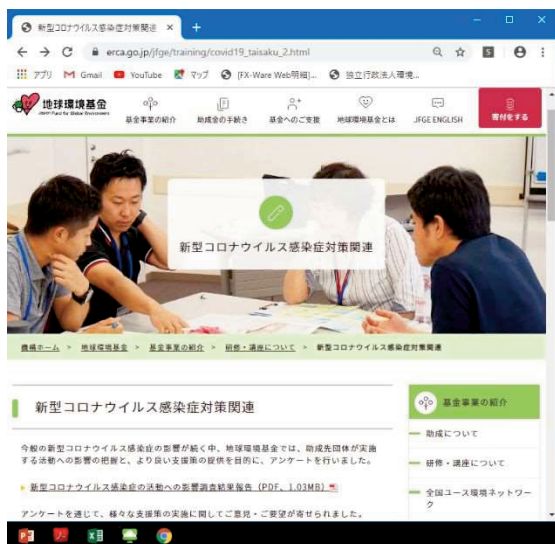 新型コロナウイルス感染症対策関連
erca.go.jp/jfge/training/covid19_taisaku_2.html
アプリ Gmail YouTube マップ [FX-Ware Web明細]... 独立行政法人環境...
地球環境基金
基金事業の紹介 助成金の手続き 基金へのご支援 地球環境基金とは JFGE ENGLISH 寄付をする
新型コロナウイルス感染症対策関連
機構ホーム > 地球環境基金 > 基金事業の紹介 > 研修・講座について > 新型コロナウイルス感染症対策関連
新型コロナウイルス感染症対策関連
今般の新型コロナウイルス感染症の影響が続く中、地球環境基金では、助成先団体が実施
する活動への影響の把握と、より良い支援策の提供を目的に、アンケートを行いました。
新型コロナウイルス感染症の活動への影響調査結果報告（PDF、1.03MB）
アンケートを通じて、様々な支援策の実施に関してご意見・ご要望が寄せられました。
基金事業の紹介
助成について
研修・講座について
全国ユース環境ネットワー
ク